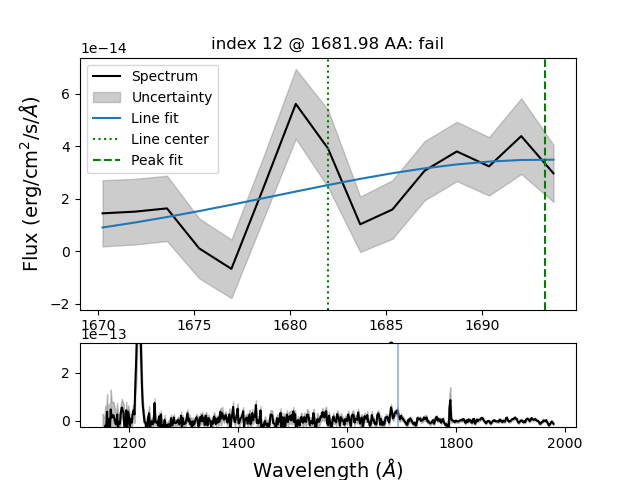 index 12 @ 1681.98 AA: fail
1e−14
Spectrum
Uncertainty
Line fit
Line center
Peak fit
6
4
2
0
−2
Flux (erg/cm²/s/Å)
1670 1675 1680 1685 1690
1e−13
2
0
1200 1400 1600 1800 2000
Wavelength (Å)